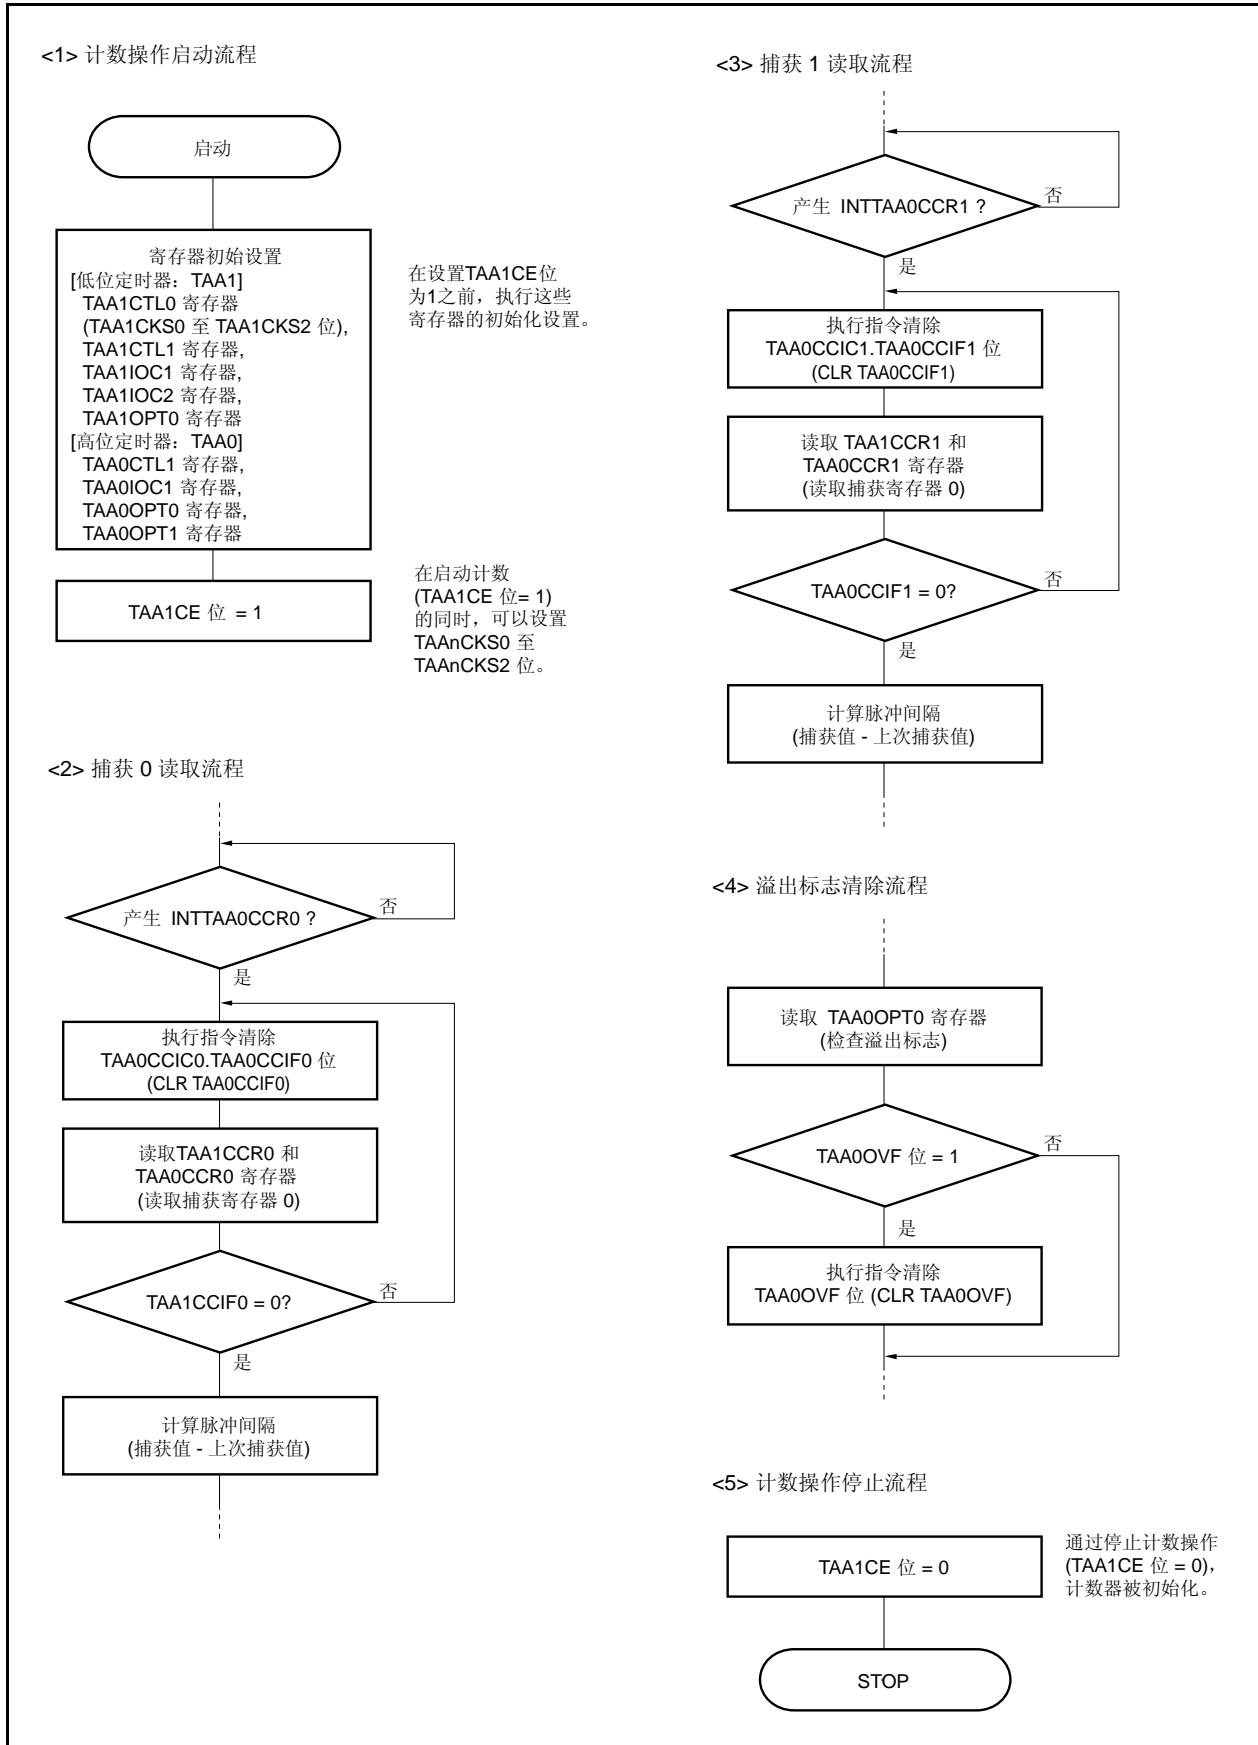 <1> 计数操作启动流程
启动
寄存器初始设置
[低位定时器：TAA1]
TAA1CTL0 寄存器
(TAA1CKS0 至 TAA1CKS2 位),
TAA1CTL1 寄存器,
TAA1IOC1 寄存器,
TAA1IOC2 寄存器,
TAA1OPT0 寄存器
[高位定时器：TAA0]
TAA0CTL1 寄存器,
TAA0IOC1 寄存器,
TAA0OPT0 寄存器,
TAA0OPT1 寄存器
在设置TAA1CE位
为1之前，执行这些
寄存器的初始化设置。
TAA1CE 位 = 1
在启动计数
(TAA1CE 位= 1)
的同时，可以设置
TAAnCKS0 至
TAAnCKS2 位。
<2> 捕获 0 读取流程
产生 INTTAA0CCR0 ?
否
是
执行指令清除
TAA0CCIC0.TAA0CCIF0 位
(CLR TAA0CCIF0)
读取TAA1CCR0 和
TAA0CCR0 寄存器
(读取捕获寄存器 0)
TAA1CCIF0 = 0?
否
是
计算脉冲间隔
(捕获值 - 上次捕获值)
<3> 捕获 1 读取流程
产生 INTTAA0CCR1 ?
否
是
执行指令清除
TAA0CCIC1.TAA0CCIF1 位
(CLR TAA0CCIF1)
读取 TAA1CCR1 和
TAA0CCR1 寄存器
(读取捕获寄存器 0)
TAA0CCIF1 = 0?
否
是
计算脉冲间隔
(捕获值 - 上次捕获值)
<4> 溢出标志清除流程
读取 TAA0OPT0 寄存器
(检查溢出标志)
TAA0OVF 位 = 1
否
是
执行指令清除
TAA0OVF 位 (CLR TAA0OVF)
<5> 计数操作停止流程
TAA1CE 位 = 0
通过停止计数操作
(TAA1CE 位 = 0)，
计数器被初始化。
STOP